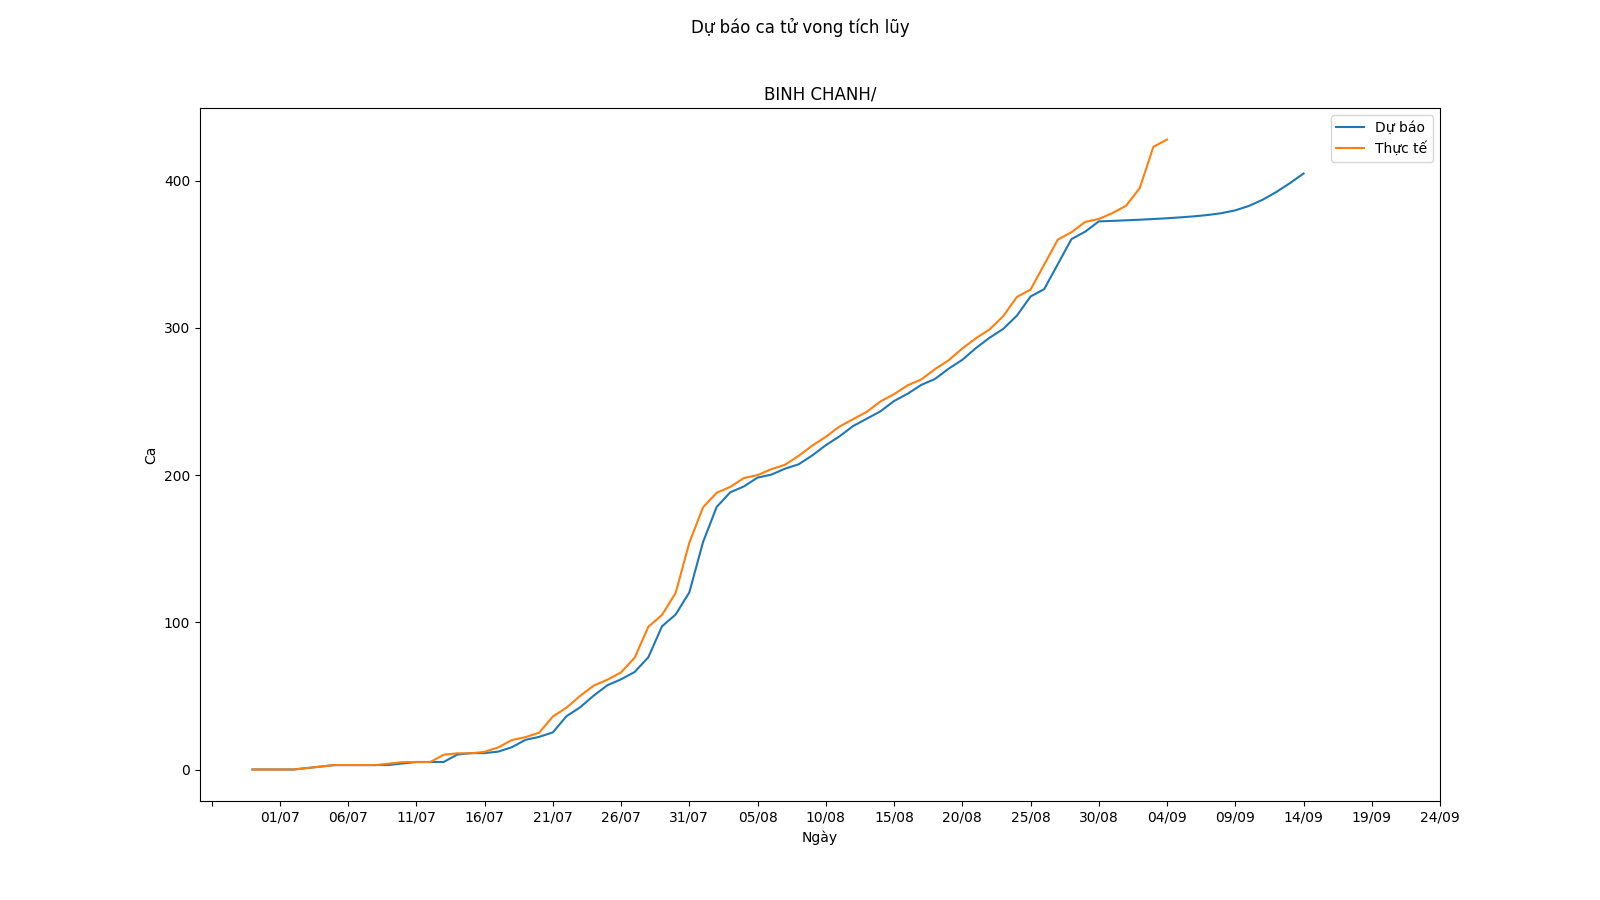 Dự báo ca tử vong tích lũy
BINH CHANH/
Dự báo
Thực tế
400
300
200
100
0
Ca
01/07 06/07 11/07 16/07 21/07 26/07 31/07 05/08 10/08 15/08 20/08 25/08 30/08 04/09 09/09 14/09 19/09 24/09
Ngày